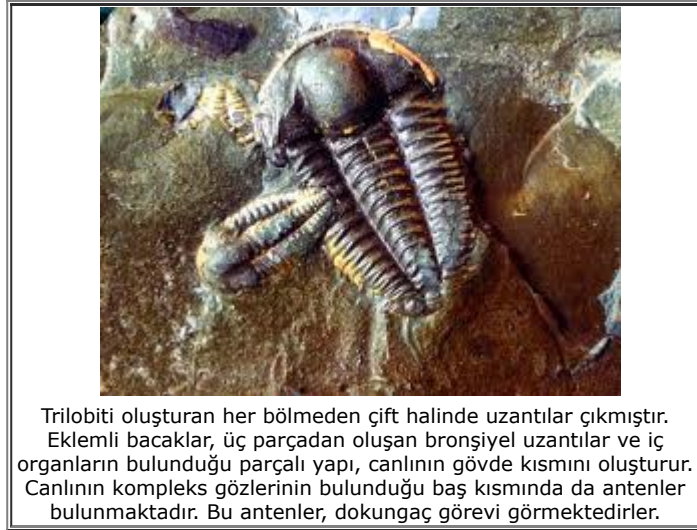 Trilobiti oluşturan her bölmeden çift halinde uzantılar çıkmıştır.
Eklemli bacaklar, üç parçadan oluşan bronşiyel uzantılar ve iç
organların bulunduğu parçalı yapı, canlının gövde kısmını oluşturur.
Canlının kompleks gözlerinin bulunduğu baş kısmında da antenler
bulunmaktadır. Bu antenler, dokungaç görevi görmektedirler.